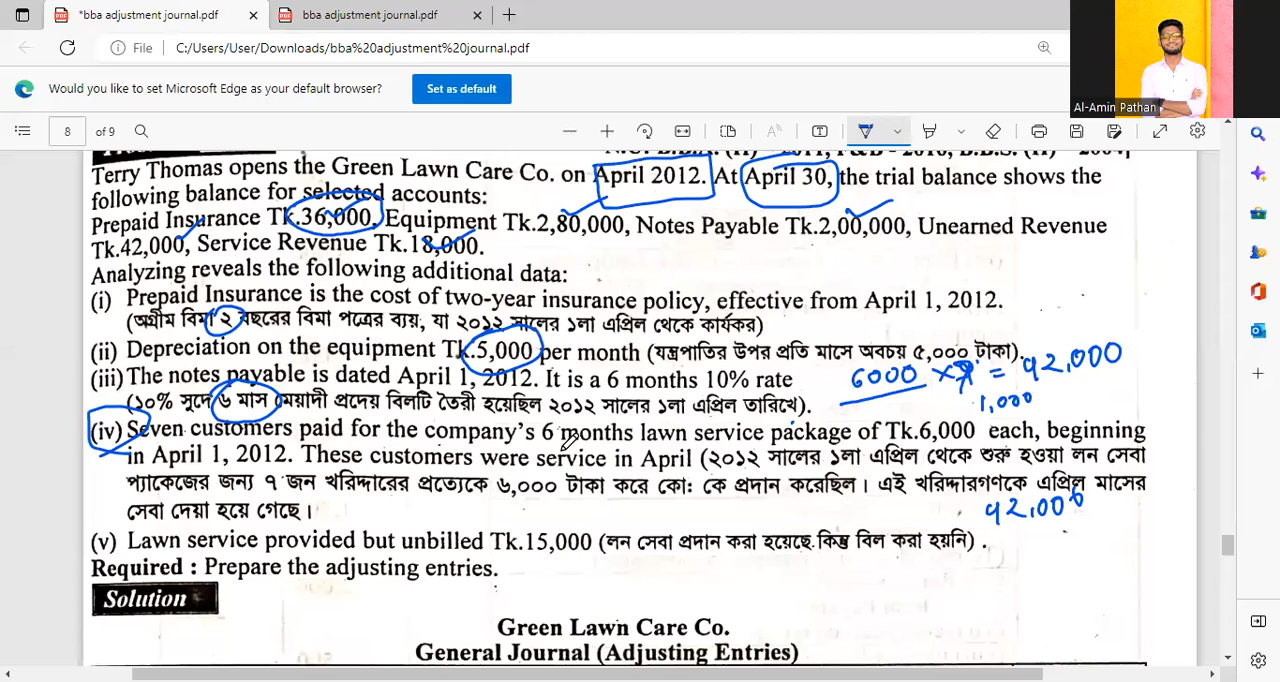 *bba adjustment journal.pdf
bba adjustment journal.pdf
File
C:/Users/User/Downloads/bba%20adjustment%20journal.pdf
Would you like to set Microsoft Edge as your default browser?
Set as default
Al-Amin Pathan
8 of 9
Terry Thomas opens the Green Lawn Care Co. on April 2012. At April 30, the trial balance shows the
following balance for selected accounts:
Prepaid Insurance Tk.36,000, Equipment Tk.2,80,000, Notes Payable Tk.2,00,000, Unearned Revenue
Tk.42,000, Service Revenue Tk.18,000.
Analyzing reveals the following additional data:
(i) Prepaid Insurance is the cost of two-year insurance policy, effective from April 1, 2012.
(অগ্রীম বিমা ২ বছরের বিমা পত্রের ব্যয়, যা ২০১২ সালের ১লা এপ্রিল থেকে কার্যকর)
(ii) Depreciation on the equipment Tk.5,000 per month (যন্ত্রপাতির উপর প্রতি মাসে অবচয় ৫,০০০ টাকা).
(iii) The notes payable is dated April 1, 2012. It is a 6 months 10% rate
6000 × ৭ = ৪2,000
1,000
(১০% সুদে ৬ মাস মেয়াদী প্রদেয় বিলটি তৈরী হয়েছিল ২০১২ সালের ১লা এপ্রিল তারিখে).
(iv) Seven customers paid for the company's 6 months lawn service package of Tk.6,000 each, beginning
in April 1, 2012. These customers were service in April (২০১২ সালের ১লা এপ্রিল থেকে শুরু হওয়া লন সেবা
প্যাকেজের জন্য ৭ জন খরিদ্দারের প্রত্যেকে ৬,০০০ টাকা করে কোঃ কে প্রদান করেছিল। এই খরিদ্দারগণকে এপ্রিল মাসের
সেবা দেয়া হয়ে গেছে।
৪2,000
(v) Lawn service provided but unbilled Tk.15,000 (লন সেবা প্রদান করা হয়েছে কিন্তু বিল করা হয়নি) .
Required : Prepare the adjusting entries.
Solution
Green Lawn Care Co.
General Journal (Adjusting Entries)